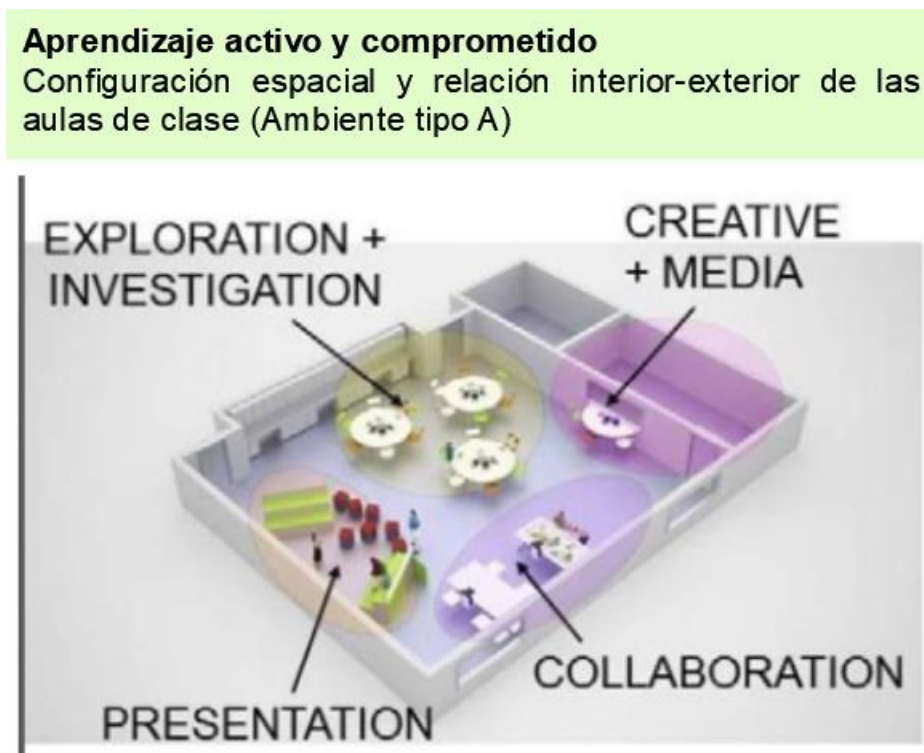 Aprendizaje activo y comprometido
Configuración espacial y relación interior-exterior de las
aulas de clase (Ambiente tipo A)
EXPLORATION +
INVESTIGATION
CREATIVE
+ MEDIA
COLLABORATION
PRESENTATION